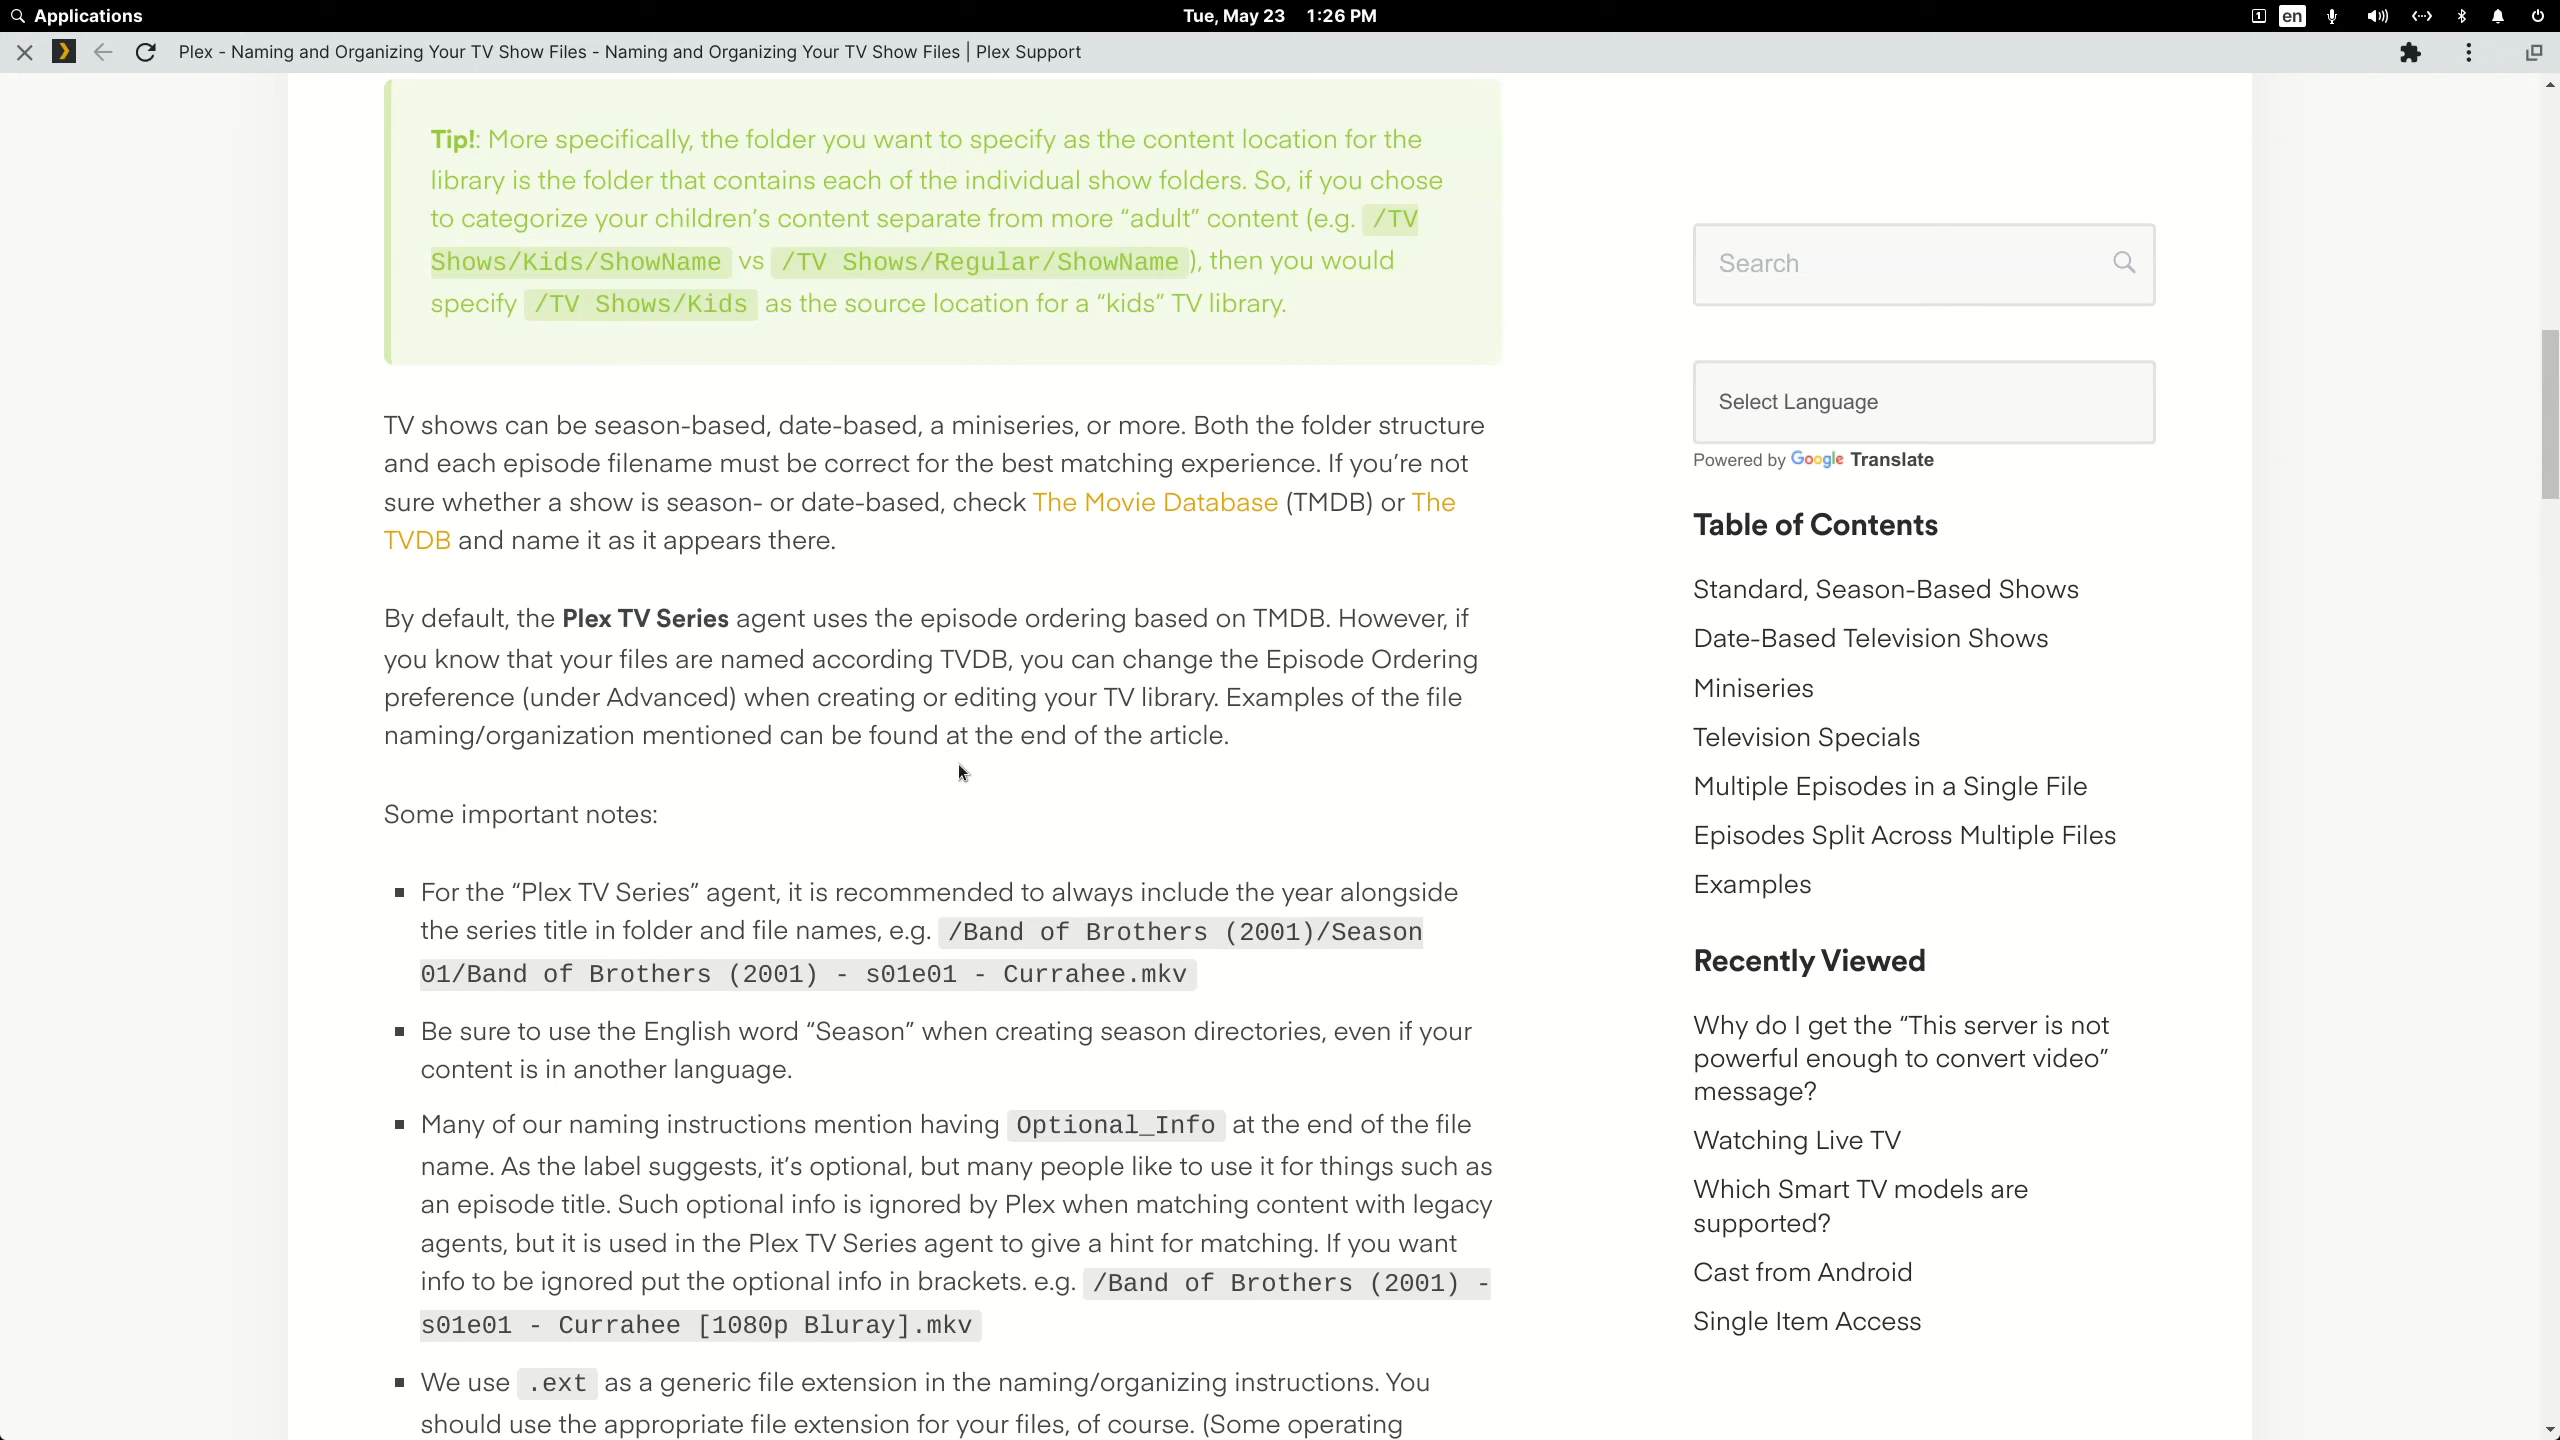 Applications
Tue, May 23 1:26 PM
1
en
Plex - Naming and Organizing Your TV Show Files - Naming and Organizing Your TV Show Files | Plex Support
Tip!: More specifically, the folder you want to specify as the content location for the
library is the folder that contains each of the individual show folders. So, if you chose
to categorize your children’s content separate from more “adult” content (e.g. /TV
Shows/Kids/ShowName vs /TV Shows/Regular/ShowName), then you would
specify /TV Shows/Kids as the source location for a “kids” TV library.
TV shows can be season-based, date-based, a miniseries, or more. Both the folder structure
and each episode filename must be correct for the best matching experience. If you’re not
sure whether a show is season- or date-based, check The Movie Database (TMDB) or The
TVDB and name it as it appears there.
By default, the Plex TV Series agent uses the episode ordering based on TMDB. However, if
you know that your files are named according TVDB, you can change the Episode Ordering
preference (under Advanced) when creating or editing your TV library. Examples of the file
naming/organization mentioned can be found at the end of the article.
Some important notes:
For the “Plex TV Series” agent, it is recommended to always include the year alongside
the series title in folder and file names, e.g. /Band of Brothers (2001)/Season
01/Band of Brothers (2001) - s01e01 - Currahee.mkv
Be sure to use the English word “Season” when creating season directories, even if your
content is in another language.
Many of our naming instructions mention having Optional_Info at the end of the file
name. As the label suggests, it’s optional, but many people like to use it for things such as
an episode title. Such optional info is ignored by Plex when matching content with legacy
agents, but it is used in the Plex TV Series agent to give a hint for matching. If you want
info to be ignored put the optional info in brackets. e.g. /Band of Brothers (2001) -
s01e01 - Currahee [1080p Bluray].mkv
We use .ext as a generic file extension in the naming/organizing instructions. You
should use the appropriate file extension for your files, of course. (Some operating
Search
Select Language
Powered by Google Translate
Table of Contents
Standard, Season-Based Shows
Date-Based Television Shows
Miniseries
Television Specials
Multiple Episodes in a Single File
Episodes Split Across Multiple Files
Examples
Recently Viewed
Why do I get the “This server is not
powerful enough to convert video”
message?
Watching Live TV
Which Smart TV models are
supported?
Cast from Android
Single Item Access